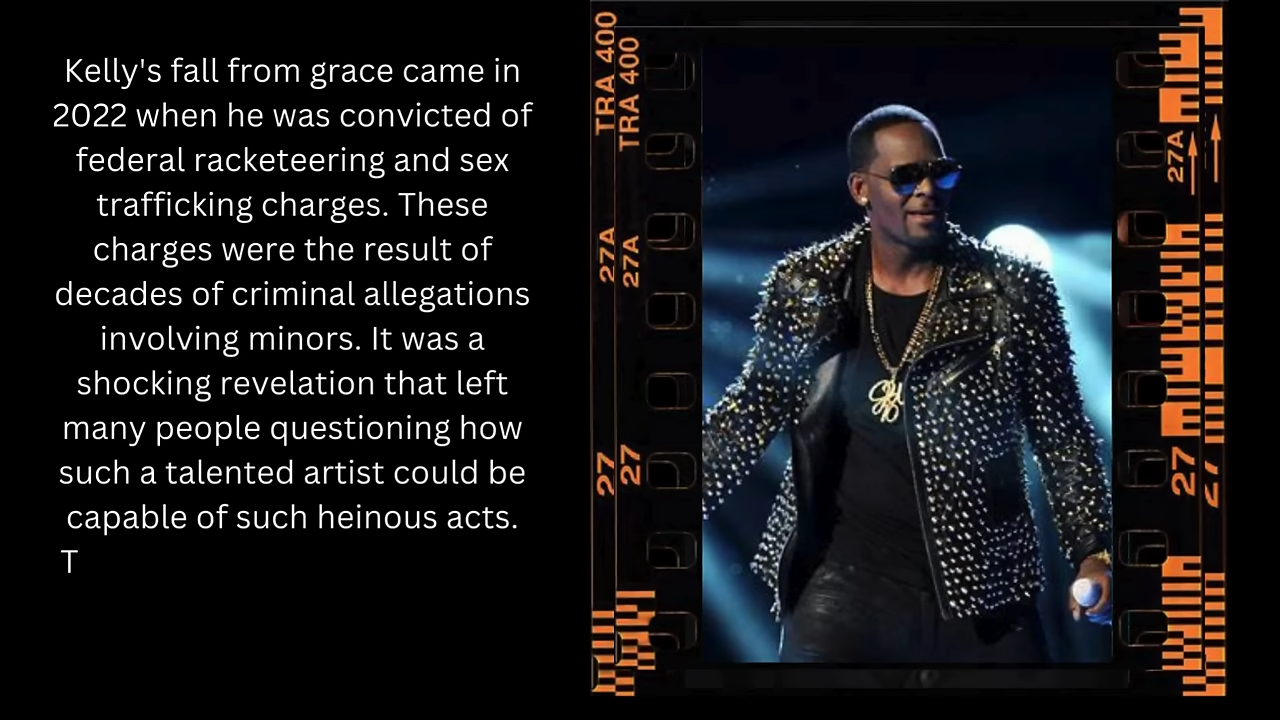 Kelly's fall from grace came in
2022 when he was convicted of
federal racketeering and sex
trafficking charges. These
charges were the result of
decades of criminal allegations
involving minors. It was a
shocking revelation that left
many people questioning how
such a talented artist could be
capable of such heinous acts.
T
TRA 400
TRA 400
27A
27A
27
27
27A
27
27